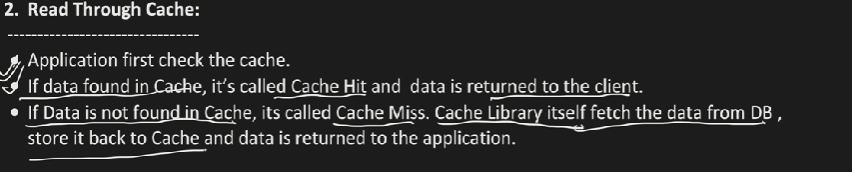 2. Read Through Cache:
--------------------------------
• Application first check the cache.
• If data found in Cache, it's called Cache Hit and data is returned to the client.
• If Data is not found in Cache, its called Cache Miss. Cache Library itself fetch the data from DB ,
store it back to Cache and data is returned to the application.